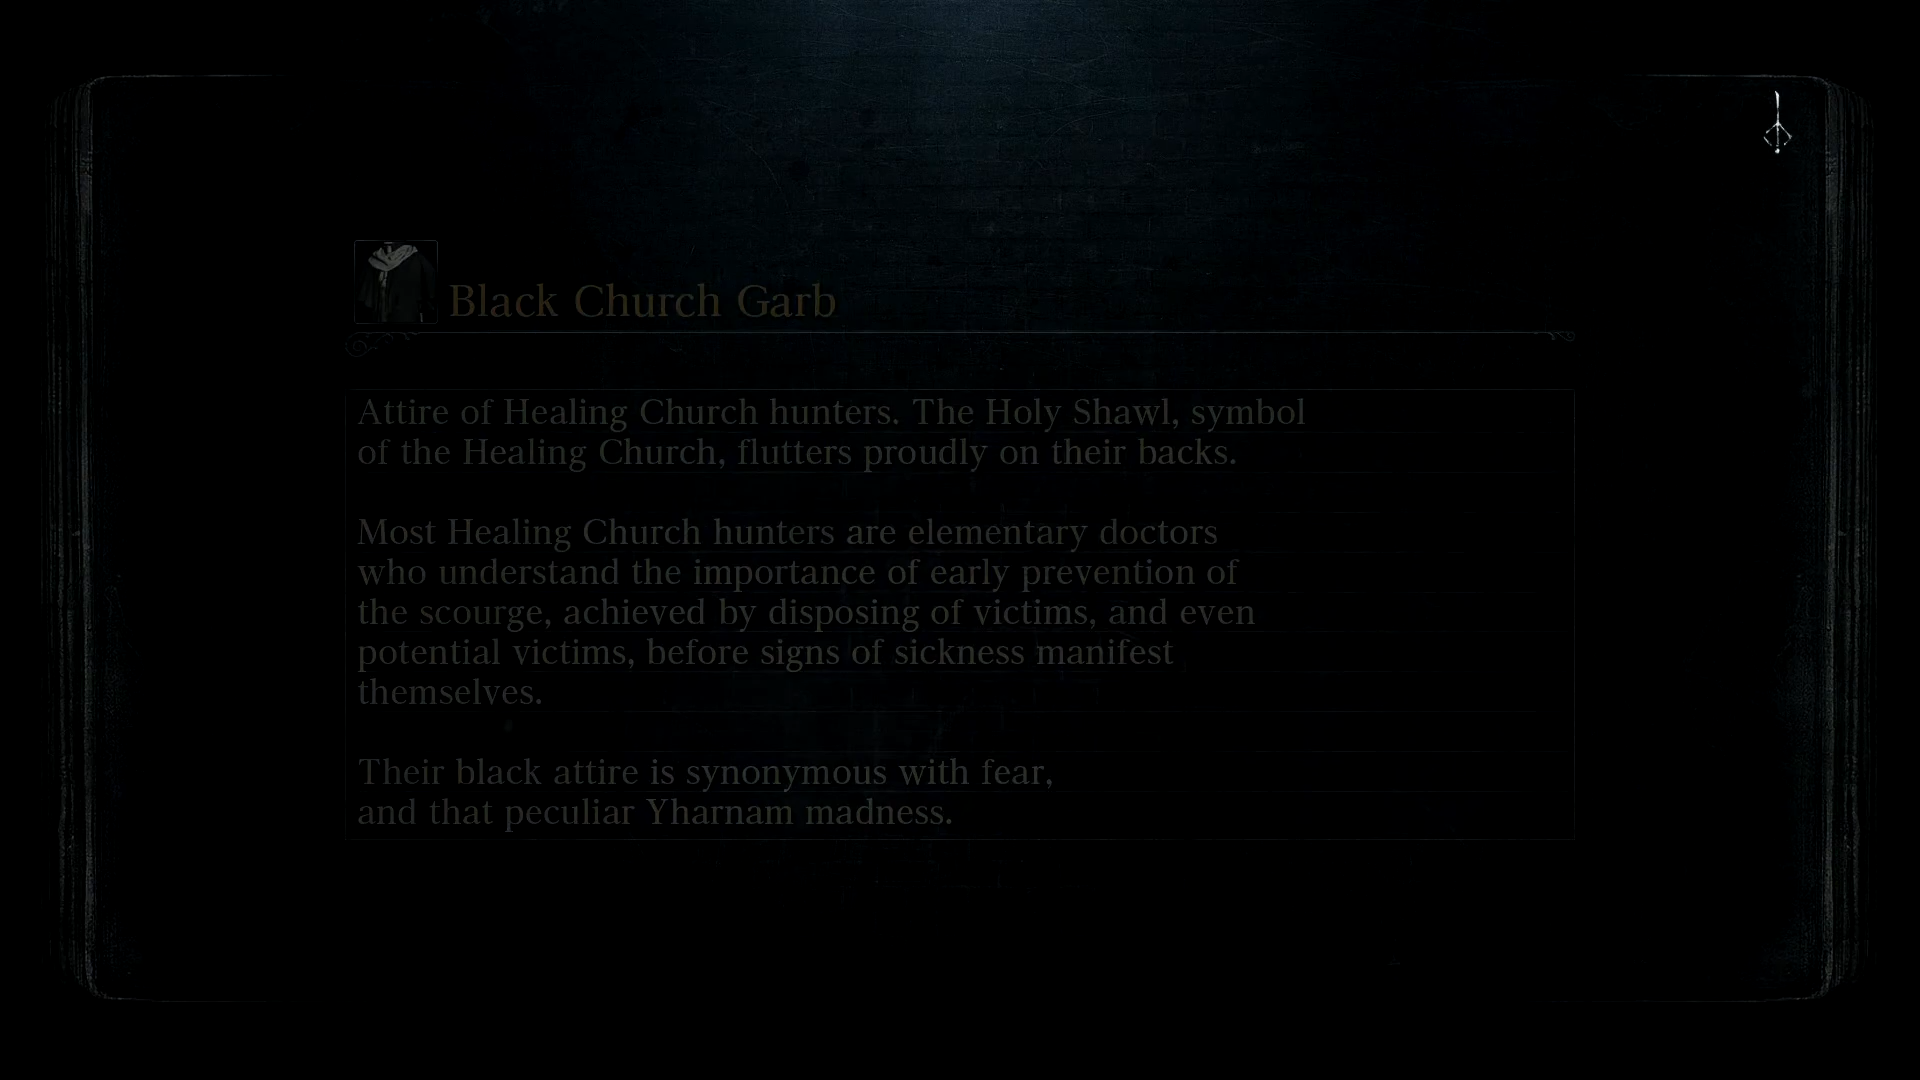 Black Church Garb
Attire of Healing Church hunters. The Holy Shawl, symbol
of the Healing Church, flutters proudly on their backs.
Most Healing Church hunters are elementary doctors
who understand the importance of early prevention of
the scourge, achieved by disposing of victims, and even
potential victims, before signs of sickness manifest
themselves.
Their black attire is synonymous with fear,
and that peculiar Yharnam madness.